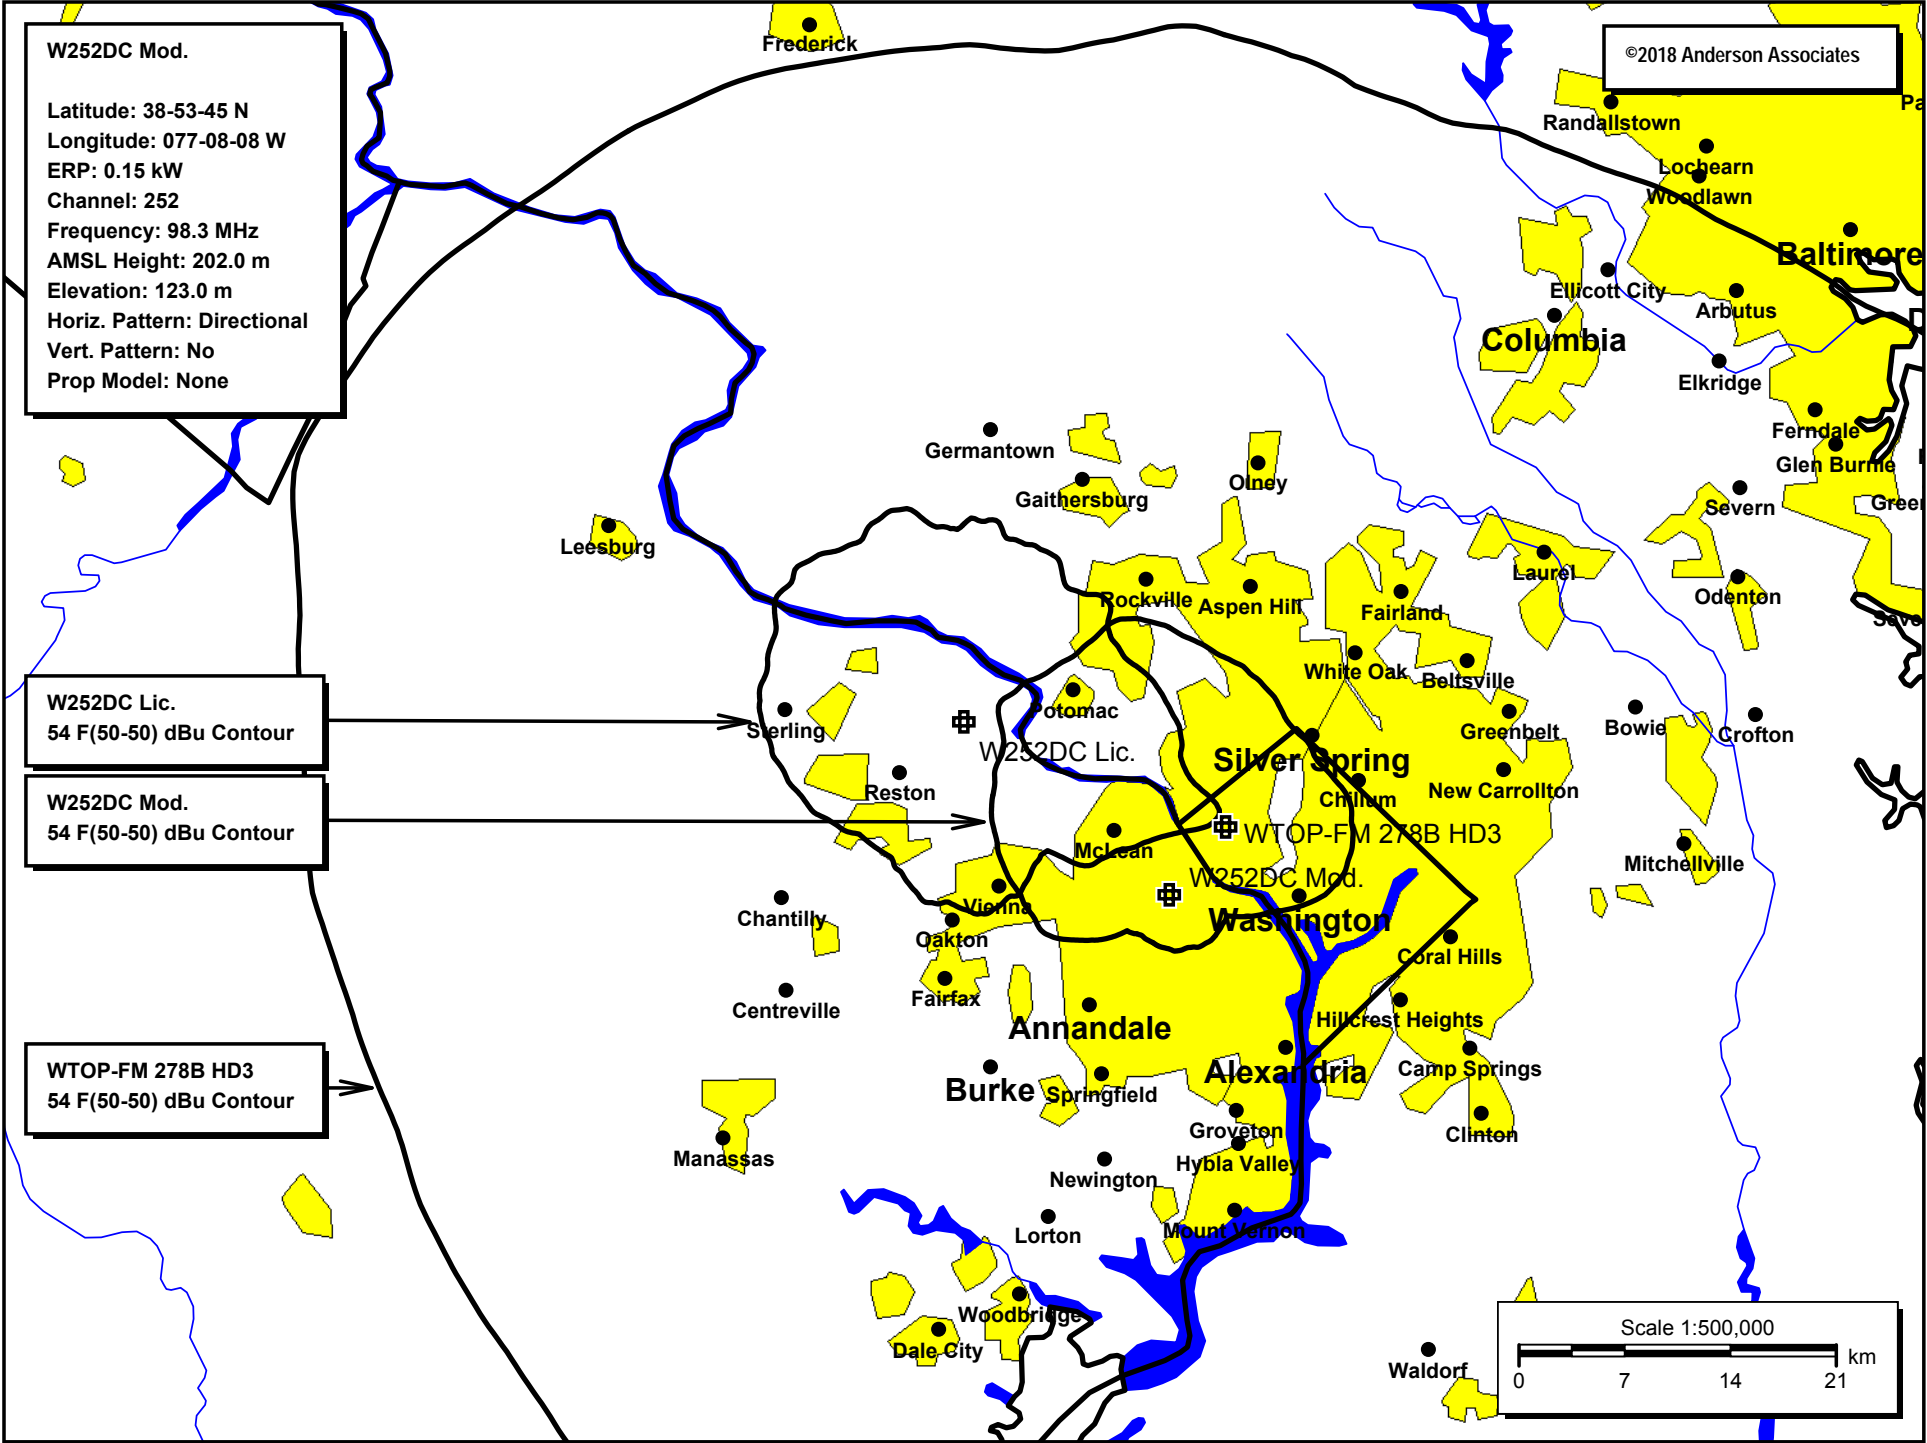 W252DC Mod.
Latitude: 38-53-45 N
Longitude: 077-08-08 W
ERP: 0.15 kW
Channel: 252
Frequency: 98.3 MHz
AMSL Height: 202.0 m
Elevation: 123.0 m
Horiz. Pattern: Directional
Vert. Pattern: No
Prop Model: None
©2018 Anderson Associates
Frederick
Randallstown
Lochearn
Woodlawn
Baltimore
Ellicott City
Arbutus
Columbia
Elkridge
Ferndale
Glen Burnie
Germantown
Gaithersburg
Olney
Severn
Leesburg
Laurel
Rockville
Aspen Hill
Fairland
Odenton
White Oak
Beltsville
W252DC Lic.
54 F(50-50) dBu Contour
Sterling
Potomac
Greenbelt
Bowie
Crofton
W252DC Lic.
Silver Spring
W252DC Mod.
54 F(50-50) dBu Contour
Reston
Chillum
New Carrollton
WTOP-FM 278B HD3
McLean
Mitchellville
W252DC Mod.
Vienna
Chantilly
Washington
Oakton
Coral Hills
Fairfax
Centreville
Annandale
Hillcrest Heights
WTOP-FM 278B HD3
54 F(50-50) dBu Contour
Burke
Springfield
Alexandria
Camp Springs
Groveton
Clinton
Manassas
Hybla Valley
Newington
Lorton
Mount Vernon
Woodbridge
Dale City
Waldorf
Scale 1:500,000
km
0 7 14 21